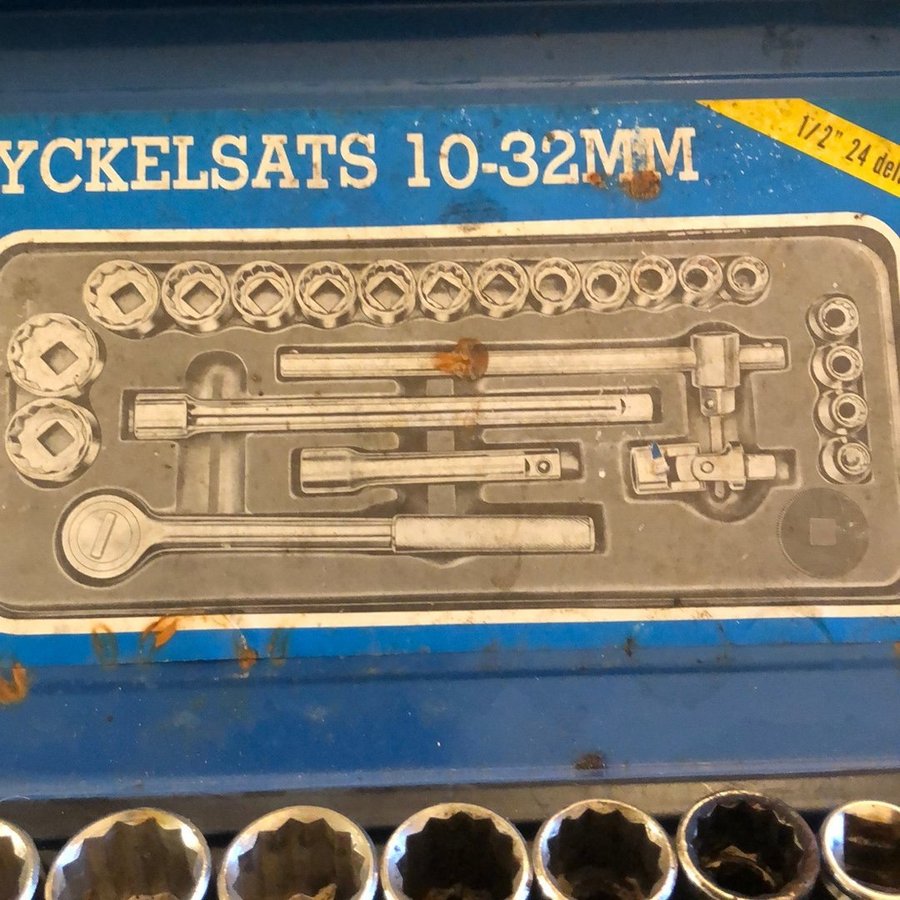 YCKELSATS 10-32MM
1/2" 24 del